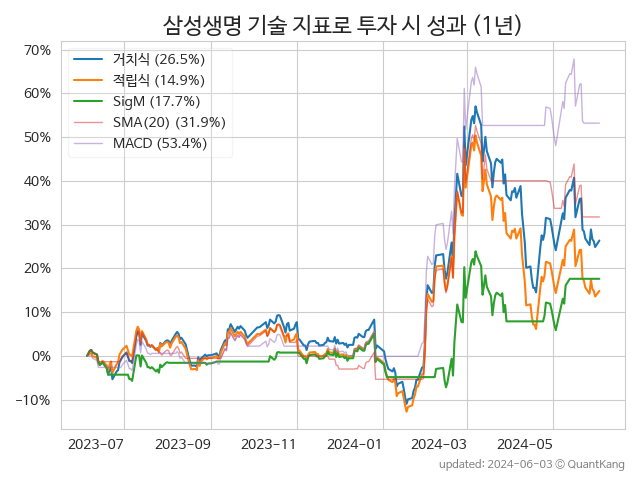 삼성생명 기술 지표로 투자 시 성과 (1년)
거치식 (26.5%)
적립식 (14.9%)
SigM (17.7%)
SMA(20) (31.9%)
MACD (53.4%)
70%
60%
50%
40%
30%
20%
10%
0%
−10%
2023-07 2023-09 2023-11 2024-01 2024-03 2024-05
updated: 2024-06-03 © QuantKang